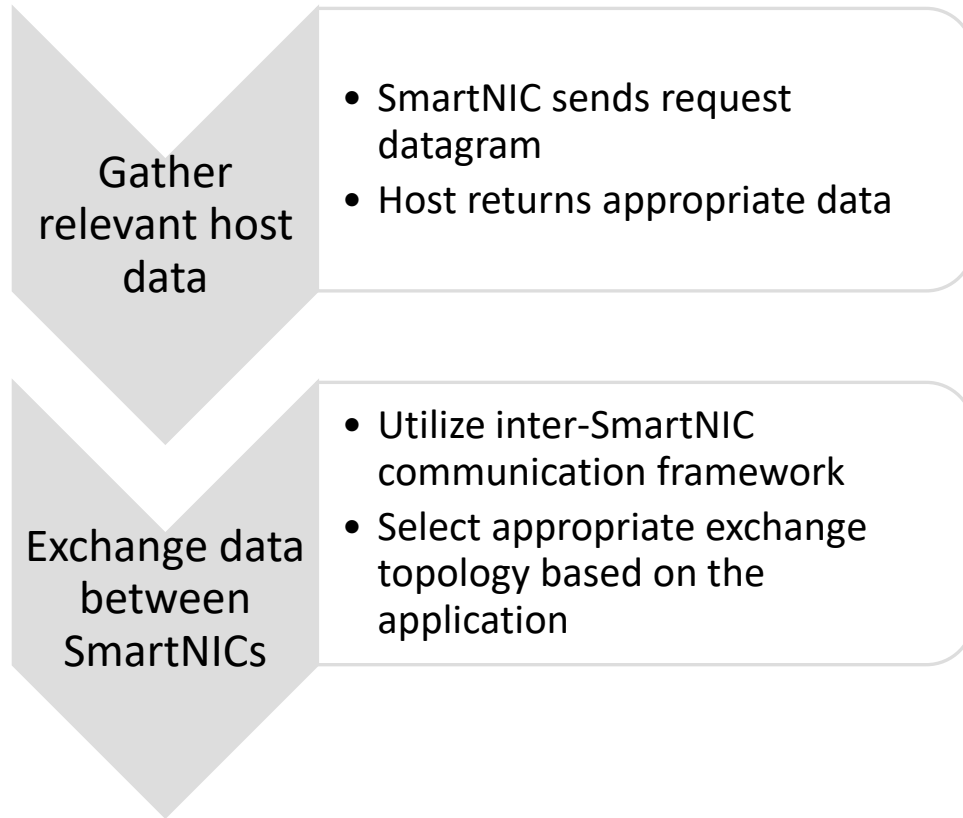 Gather
relevant host
data
• SmartNIC sends request
datagram
• Host returns appropriate data
Exchange data
between
SmartNICs
• Utilize inter-SmartNIC
communication framework
• Select appropriate exchange
topology based on the
application